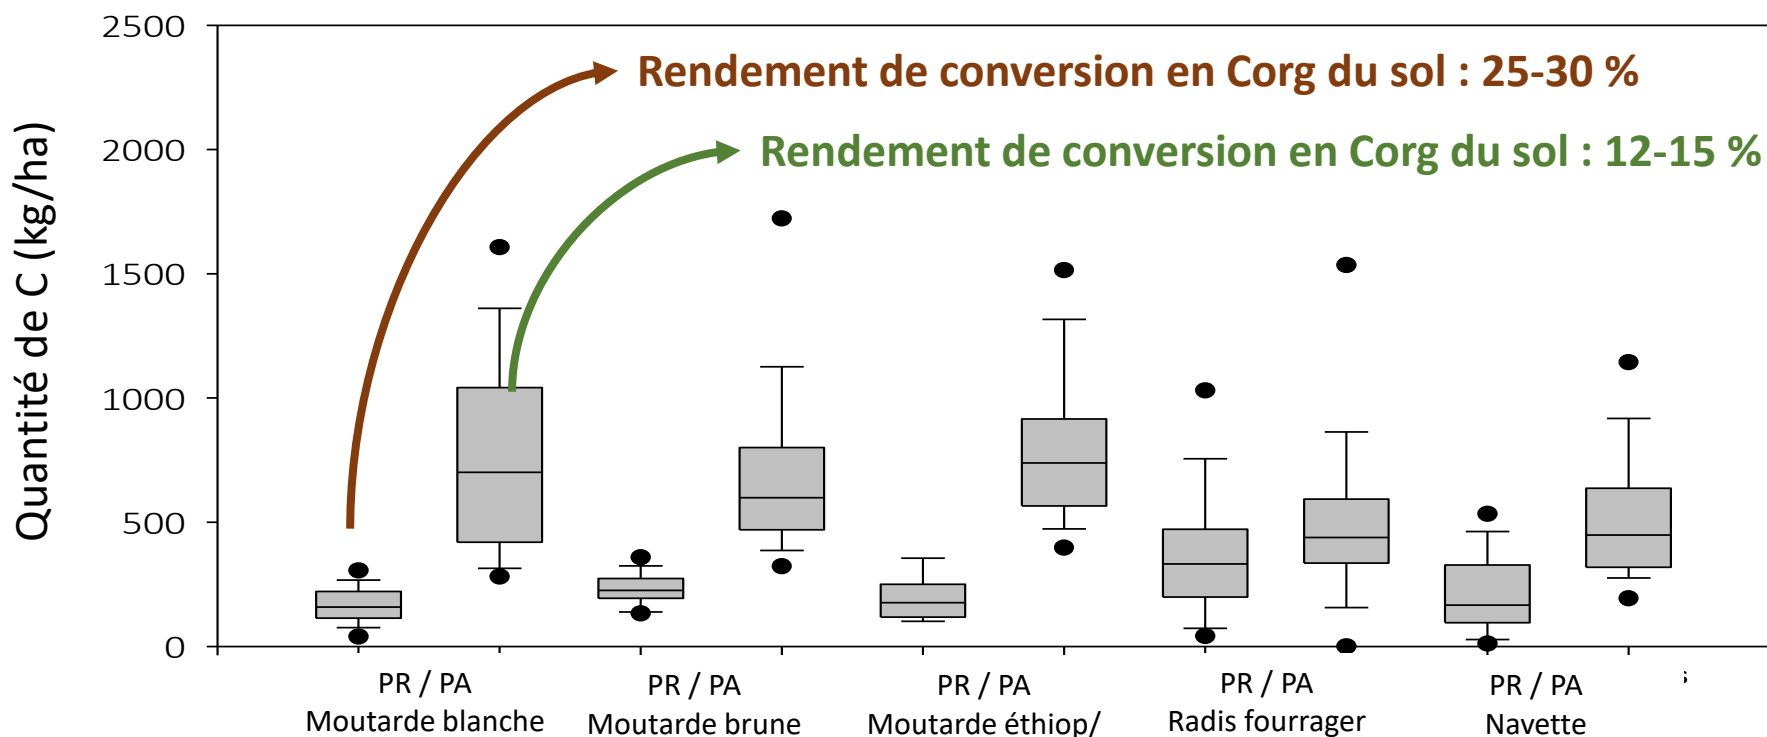 2500
Rendement de conversion en Corg du sol : 25-30 %
2000
Rendement de conversion en Corg du sol : 12-15 %
1500
1000
500
0
Quantité de C (kg/ha)
PR / PA
Moutarde blanche
PR / PA
Moutarde brune
PR / PA
Moutarde éthiop/
PR / PA
Radis fourrager
PR / PA
Navette